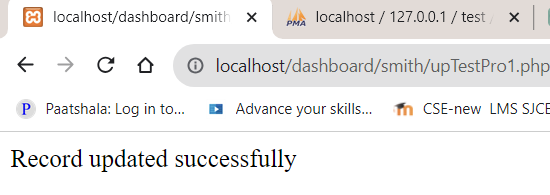 localhost/dashboard/smith
localhost / 127.0.0.1 / test
PMA
localhost/dashboard/smith/upTestPro1.php
P Paatshala: Log in to... Advance your skills... CSE-new LMS SJCE
Record updated successfully